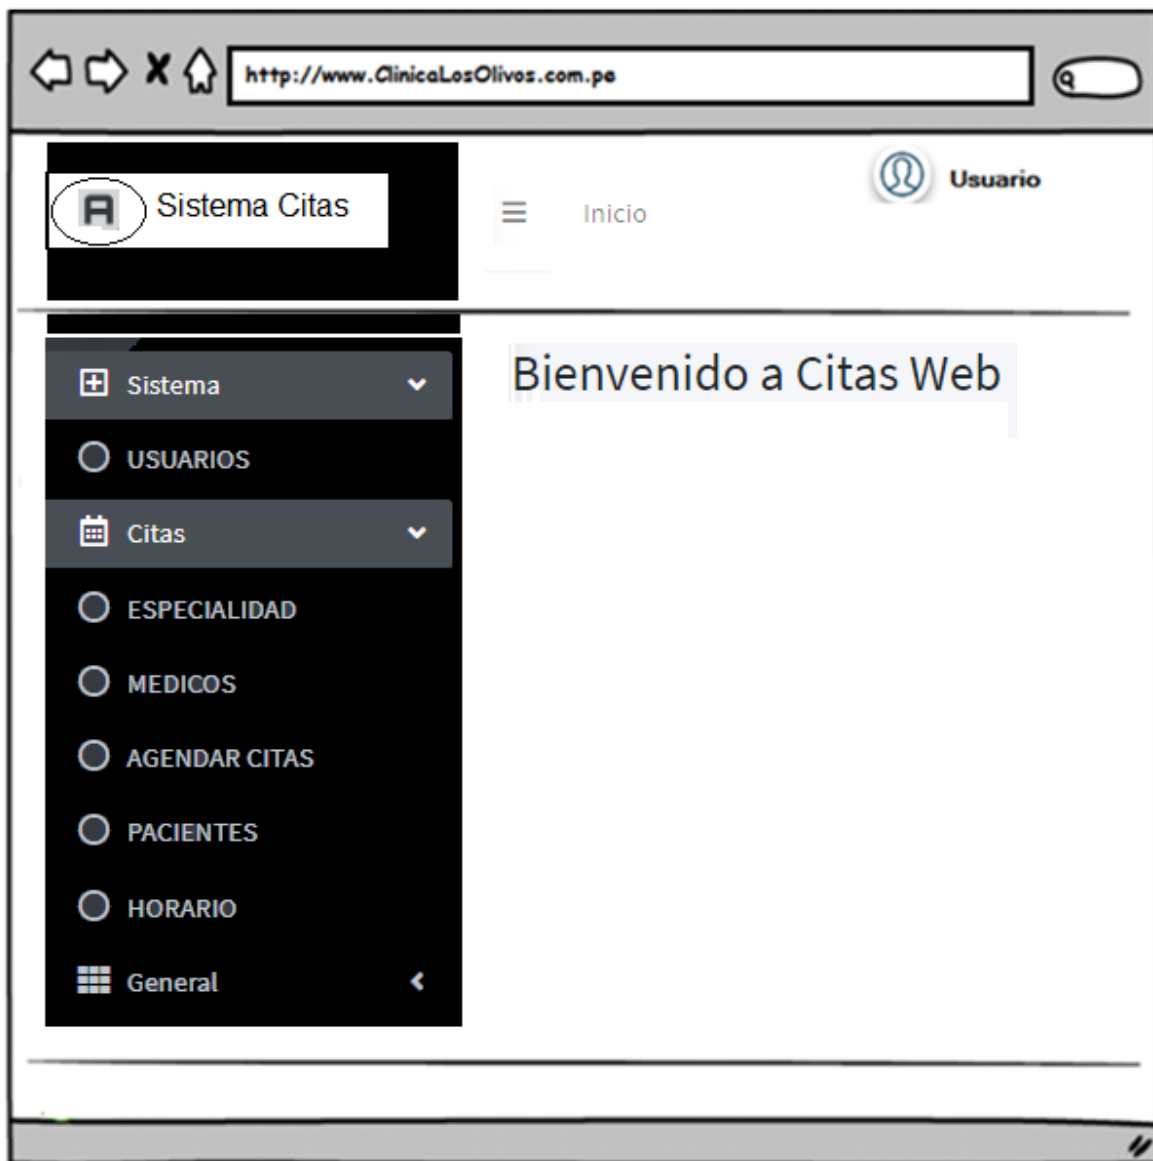 http://www.ClinicaLosOlivos.com.pe
Usuario
Sistema Citas
Inicio
Bienvenido a Citas Web
Sistema
USUARIOS
Citas
ESPECIALIDAD
MEDICOS
AGENDAR CITAS
PACIENTES
HORARIO
General